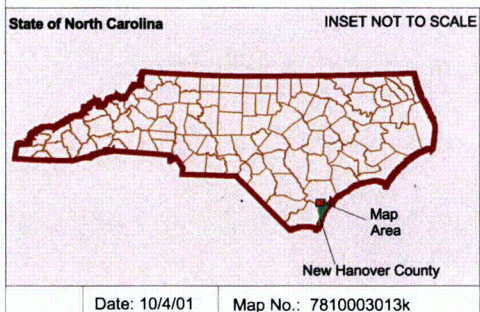 State of North Carolina
INSET NOT TO SCALE
Map
Area
New Hanover County
Date: 10/4/01
Map No.: 7810003013k